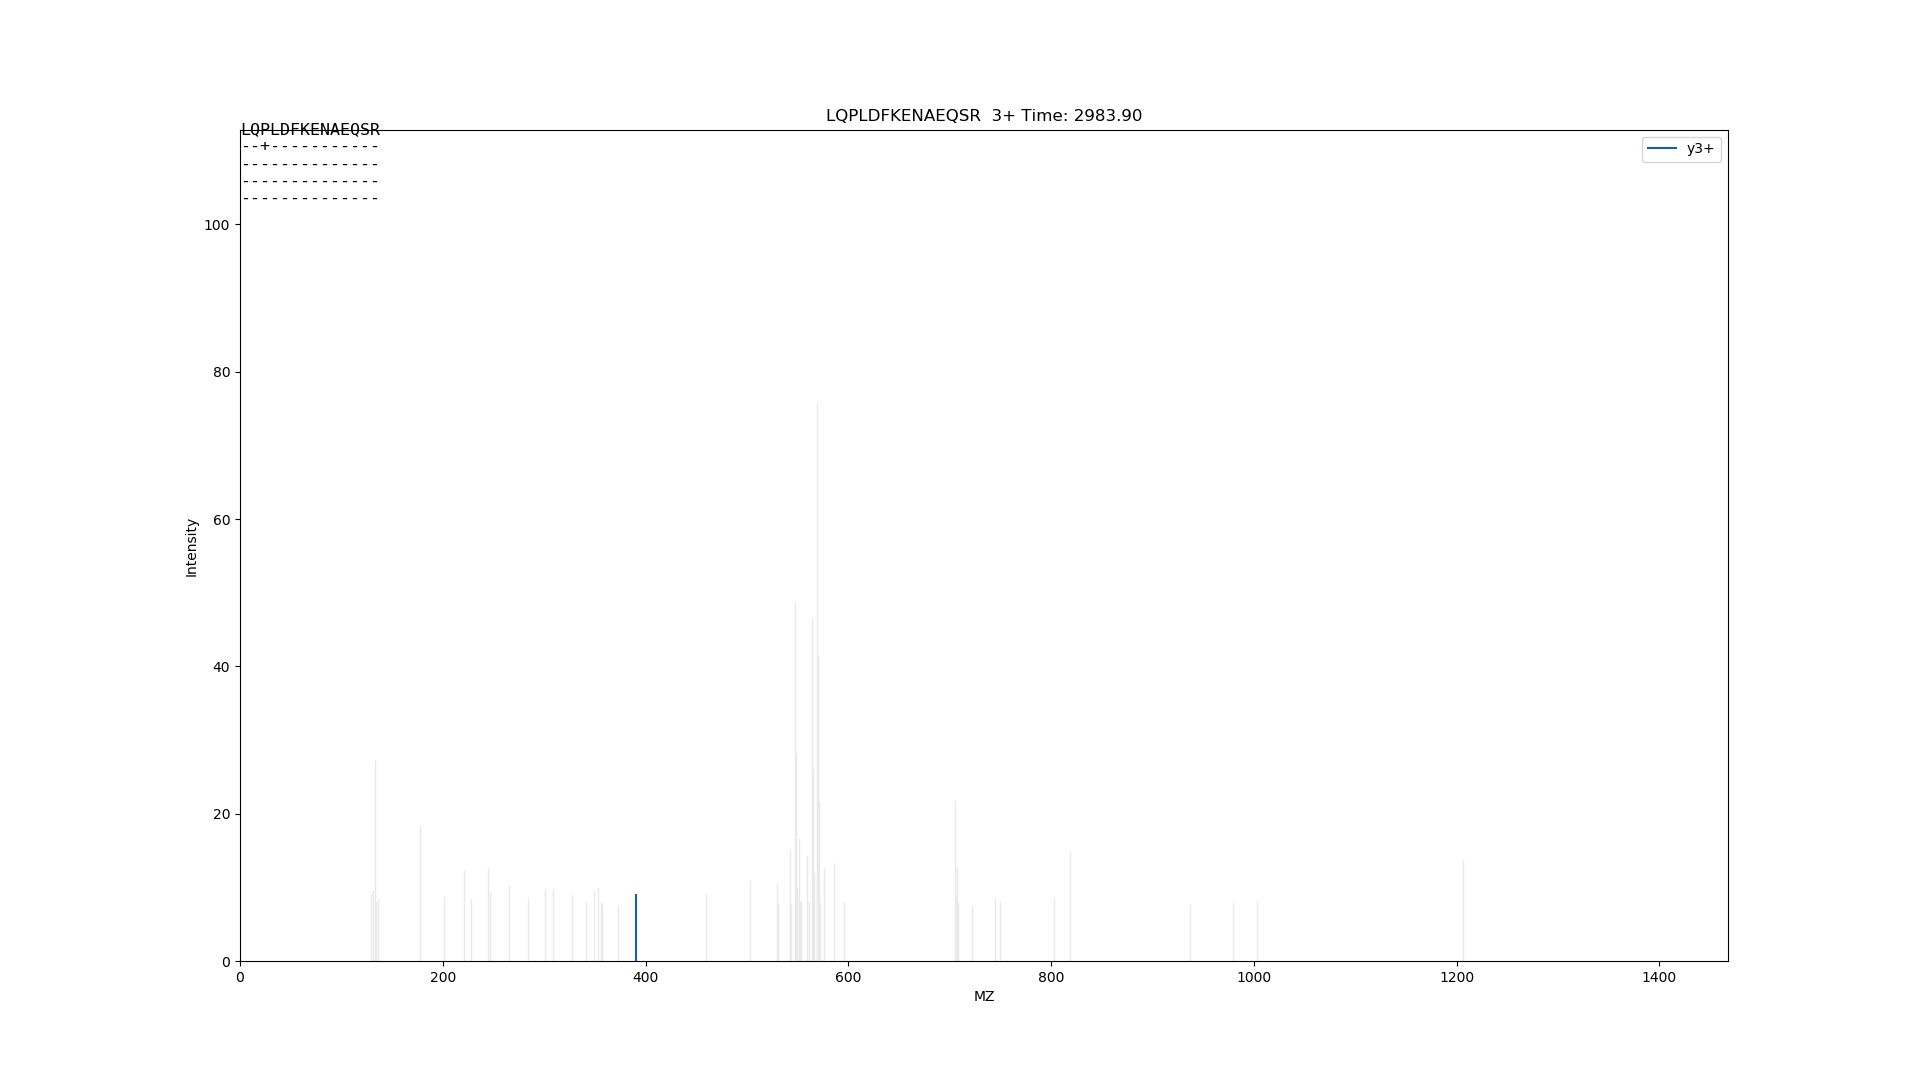 LQPLDFKENAEQSR  3+ Time: 2983.90
LQPLDFKENAEQSR
--+-----------
--------------
--------------
--------------
y3+
100
80
60
40
20
0
Intensity
0 200 400 600 800 1000 1200 1400
MZ